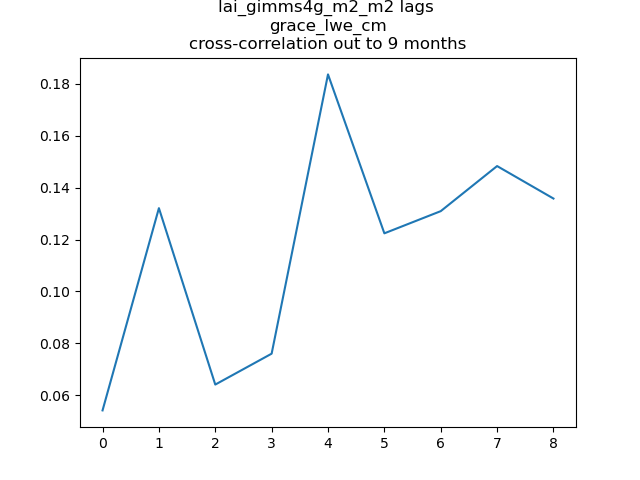 lai_gimms4g_m2_m2 lags
grace_lwe_cm
cross-correlation out to 9 months
0.18
0.16
0.14
0.12
0.10
0.08
0.06
0 1 2 3 4 5 6 7 8